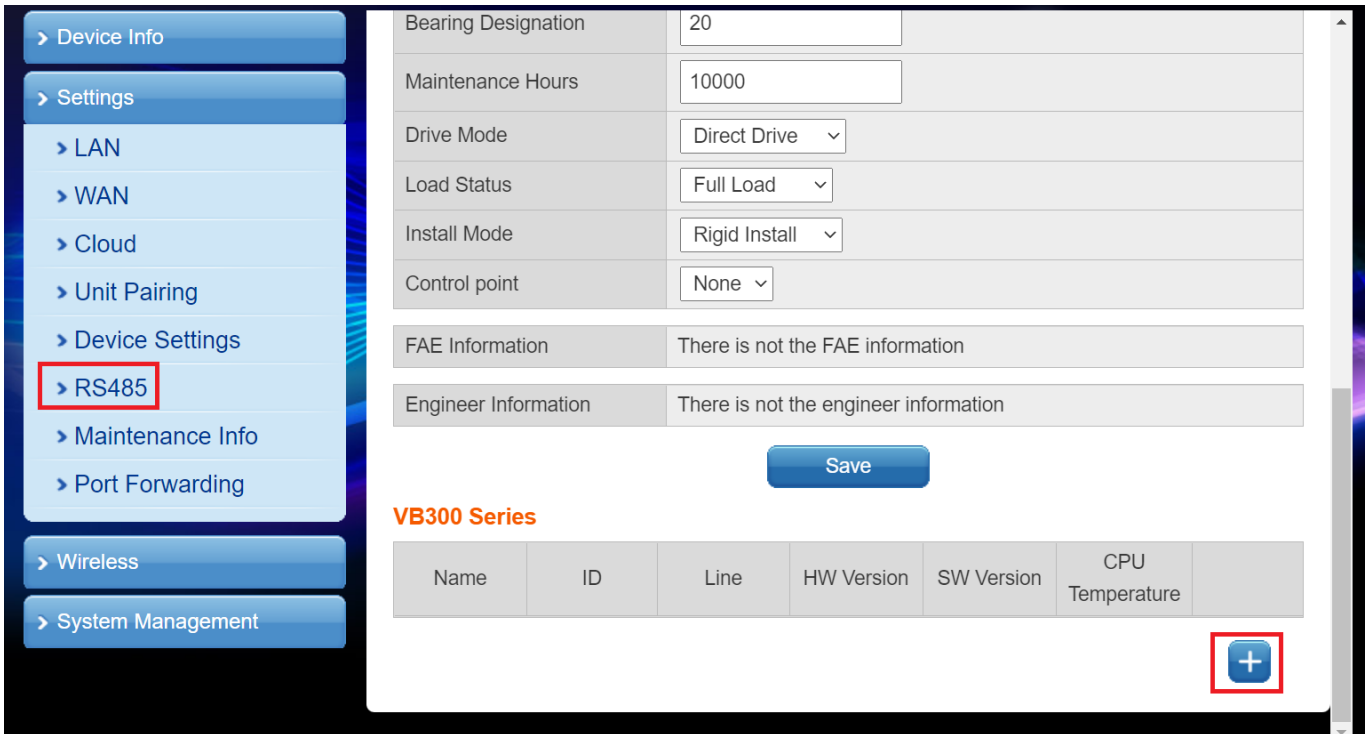 Device Info
Settings
LAN
WAN
Cloud
Unit Pairing
Device Settings
RS485
Maintenance Info
Port Forwarding
Wireless
System Management
Bearing Designation 20
Maintenance Hours 10000
Drive Mode Direct Drive
Load Status Full Load
Install Mode Rigid Install
Control point None
FAE Information There is not the FAE information
Engineer Information There is not the engineer information
Save
VB300 Series
Name ID Line HW Version SW Version CPU Temperature
+